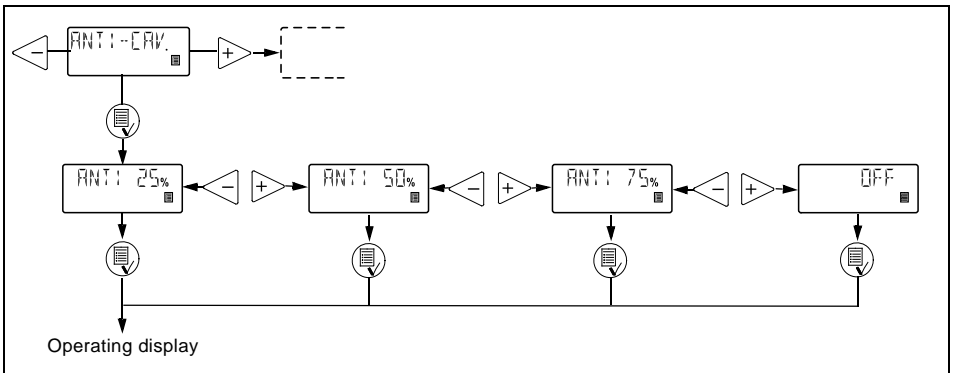 ANTI-CAV.
- +
ANTI 25% - + ANTI 50% - + ANTI 75% - + OFF
Operating display